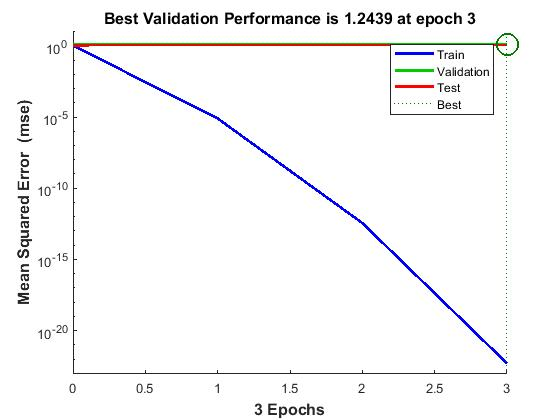 Best Validation Performance is 1.2439 at epoch 3
Mean Squared Error (mse)
10^0
10^-5
10^-10
10^-15
10^-20
Train
Validation
Test
Best
0 0.5 1 1.5 2 2.5 3
3 Epochs